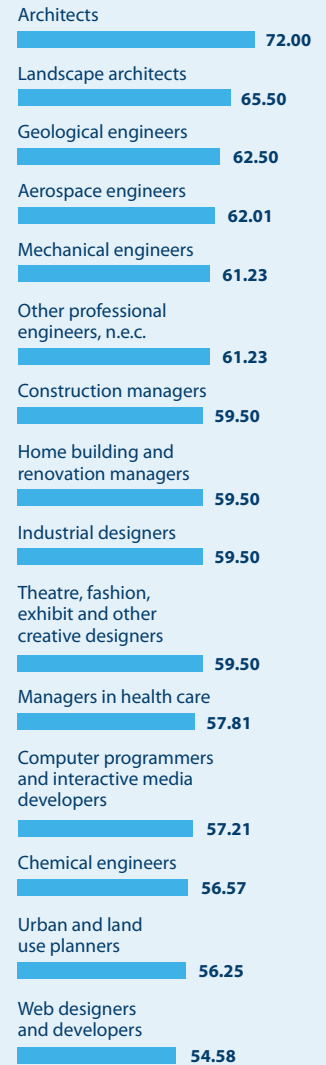 Architects
72.00
Landscape architects
65.50
Geological engineers
62.50
Aerospace engineers
62.01
Mechanical engineers
61.23
Other professional
engineers, n.e.c.
61.23
Construction managers
59.50
Home building and
renovation managers
59.50
Industrial designers
59.50
Theatre, fashion,
exhibit and other
creative designers
59.50
Managers in health care
57.81
Computer programmers
and interactive media
developers
57.21
Chemical engineers
56.57
Urban and land
use planners
56.25
Web designers
and developers
54.58